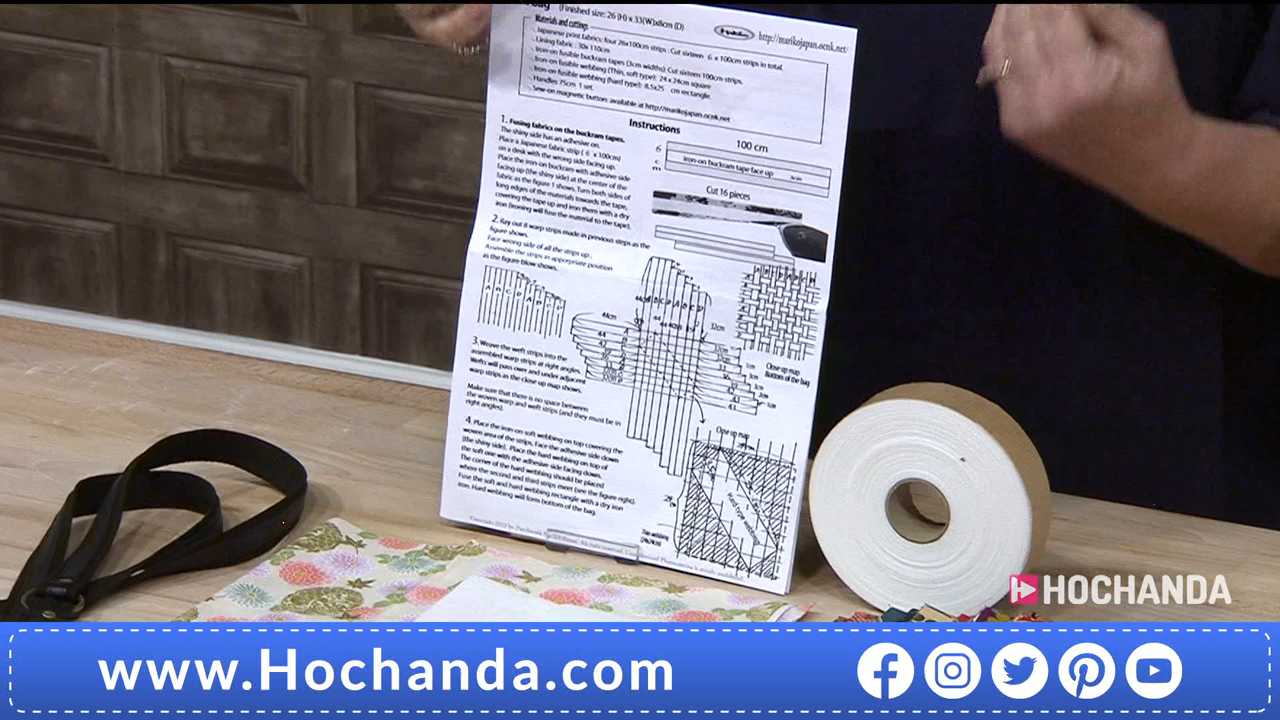 bag (Finished size: 26 (H) x 33(W)x8cm (D)
http://marikojapan.ocnk.net/
Materials and cuttings
Japanese print fabrics: four 26x100cm strips : Cut sixteen 6 x 100cm strips in total.
Lining fabric : 30x 110cm
Iron-on fusible buckram tapes (3cm widths): Cut sixteen 100cm strips.
Iron-on fusible webbing (Thin, soft type): 24 x 24cm square
Iron-on fusible webbing (hard type): 8.5x25 cm rectangle.
Handles 75cm 1 set.
Sew-on magnetic button: available at http://marikojapan.ocnk.net
Instructions
1. Fusing fabrics on the buckram tapes.
The shiny side has an adhesive on.
Place a Japanese fabric strip ( 6 x 100cm)
on a desk with the wrong side facing up.
Place the iron-on buckram with adhesive side
facing up (the shiny side) at the center of the
fabric as the figure 1 shows. Turn both sides of
long edges of the materials towards the tape,
covering the tape up and iron them with a dry
iron (ironing will fuse the material to the tape).
100 cm
6
c
m
iron-on buckram tape face up
3cm
Cut 16 pieces
2. Ray out 8 warp strips made in previous steps as the
figure shows.
Face wrong side of all the strips up.
Assemble the strips in apporpriate position
as the figure blow shows.
44cm
44
32cm
Close up map
Bottom of the bag
3. Weave the weft strips into the
assembled warp strips at right angles.
Wefts will pass over and under adjacent
warp strips as the close up map shows.
Make sure that there is no space between
the woven warp and weft strips (and they must be in
right angles).
4. Place the iron-on soft webbing on top covering the
woven area of the strips. Face the adhesive side down
(the shiny side). Place the hard webbing on top of
the soft one with the adhesive side facing down.
The corner of the hard webbing should be placed
where the second and third strips meet (see the figure right).
Fuse the soft and hard webbing rectangle with a dry iron
iron. Hard webbing will form bottom of the bag.
Close up map
Hard type webbing
Thin webbing
(24x24cm)
HOCHANDA
www.Hochanda.com